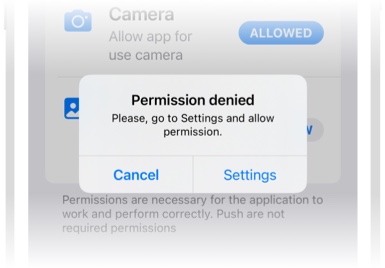 Camera
Allow app for
use camera
ALLOWED
Permission denied
Please, go to Settings and allow
permission.
Cancel
Settings
Permissions are necessary for the application to
work and perform correctly. Push are not
required permissions